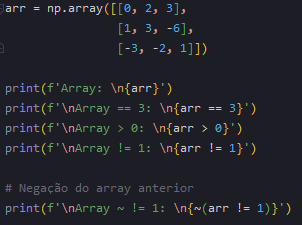 arr = np.array([[0, 2, 3],
[1, 3, -6],
[-3, -2, 1]])
print(f'Array: \n{arr}')
print(f'\nArray == 3: \n{arr == 3}')
print(f'\nArray > 0: \n{arr > 0}')
print(f'\nArray != 1: \n{arr != 1}')
# Negação do array anterior
print(f'\nArray ~ != 1: \n{~(arr != 1)}')